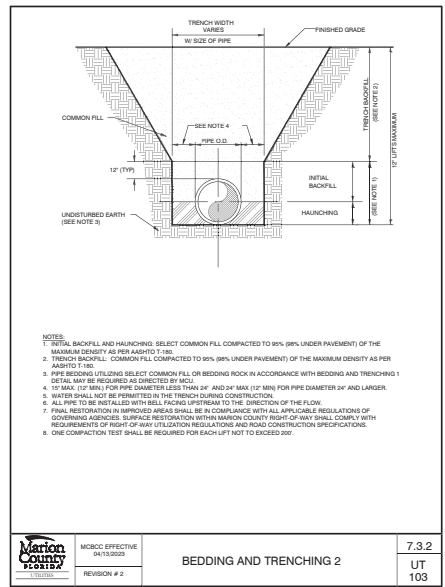 TRENCH WIDTH
VARIES
W/ SIZE OF PIPE
FINISHED GRADE
COMMON FILL
SEE NOTE 4
PIPE O.D.
12" (TYP)
INITIAL
BACKFILL
HAUNCHING
UNDISTURBED EARTH
(SEE NOTE 3)
TRENCH BACKFILL
(SEE NOTE 2)
(SEE NOTE 1)
12" LIFTS MAXIMUM
NOTES:
1. INITIAL BACKFILL AND HAUNCHING: SELECT COMMON FILL COMPACTED TO 95% (98% UNDER PAVEMENT) OF THE
MAXIMUM DENSITY AS PER AASHTO T-180.
2. TRENCH BACKFILL: COMMON FILL COMPACTED TO 95% (98% UNDER PAVEMENT) OF THE MAXIMUM DENSITY AS PER
AASHTO T-180.
3. PIPE BEDDING UTILIZING SELECT COMMON FILL OR BEDDING ROCK IN ACCORDANCE WITH BEDDING AND TRENCHING 1
DETAIL MAY BE REQUIRED AS DIRECTED BY MCU.
4. 15" MAX. (12" MIN.) FOR PIPE DIAMETER LESS THAN 24" AND 24" MAX (12" MIN) FOR PIPE DIAMETER 24" AND LARGER.
5. WATER SHALL NOT BE PERMITTED IN THE TRENCH DURING CONSTRUCTION.
6. ALL PIPE TO BE INSTALLED WITH BELL FACING UPSTREAM TO THE DIRECTION OF THE FLOW.
7. FINAL RESTORATION IN IMPROVED AREAS SHALL BE IN COMPLIANCE WITH ALL APPLICABLE REGULATIONS OF
GOVERNING AGENCIES. SURFACE RESTORATION WITHIN MARION COUNTY RIGHT-OF-WAY SHALL COMPLY WITH
REQUIREMENTS OF RIGHT-OF-WAY UTILIZATION REGULATIONS AND ROAD CONSTRUCTION SPECIFICATIONS.
8. ONE COMPACTION TEST SHALL BE REQUIRED FOR EACH LIFT NOT TO EXCEED 200'.
Marion
County
FLORIDA
UTILITIES
MCBCC EFFECTIVE
04/13/2023
REVISION # 2
BEDDING AND TRENCHING 2
7.3.2
UT
103